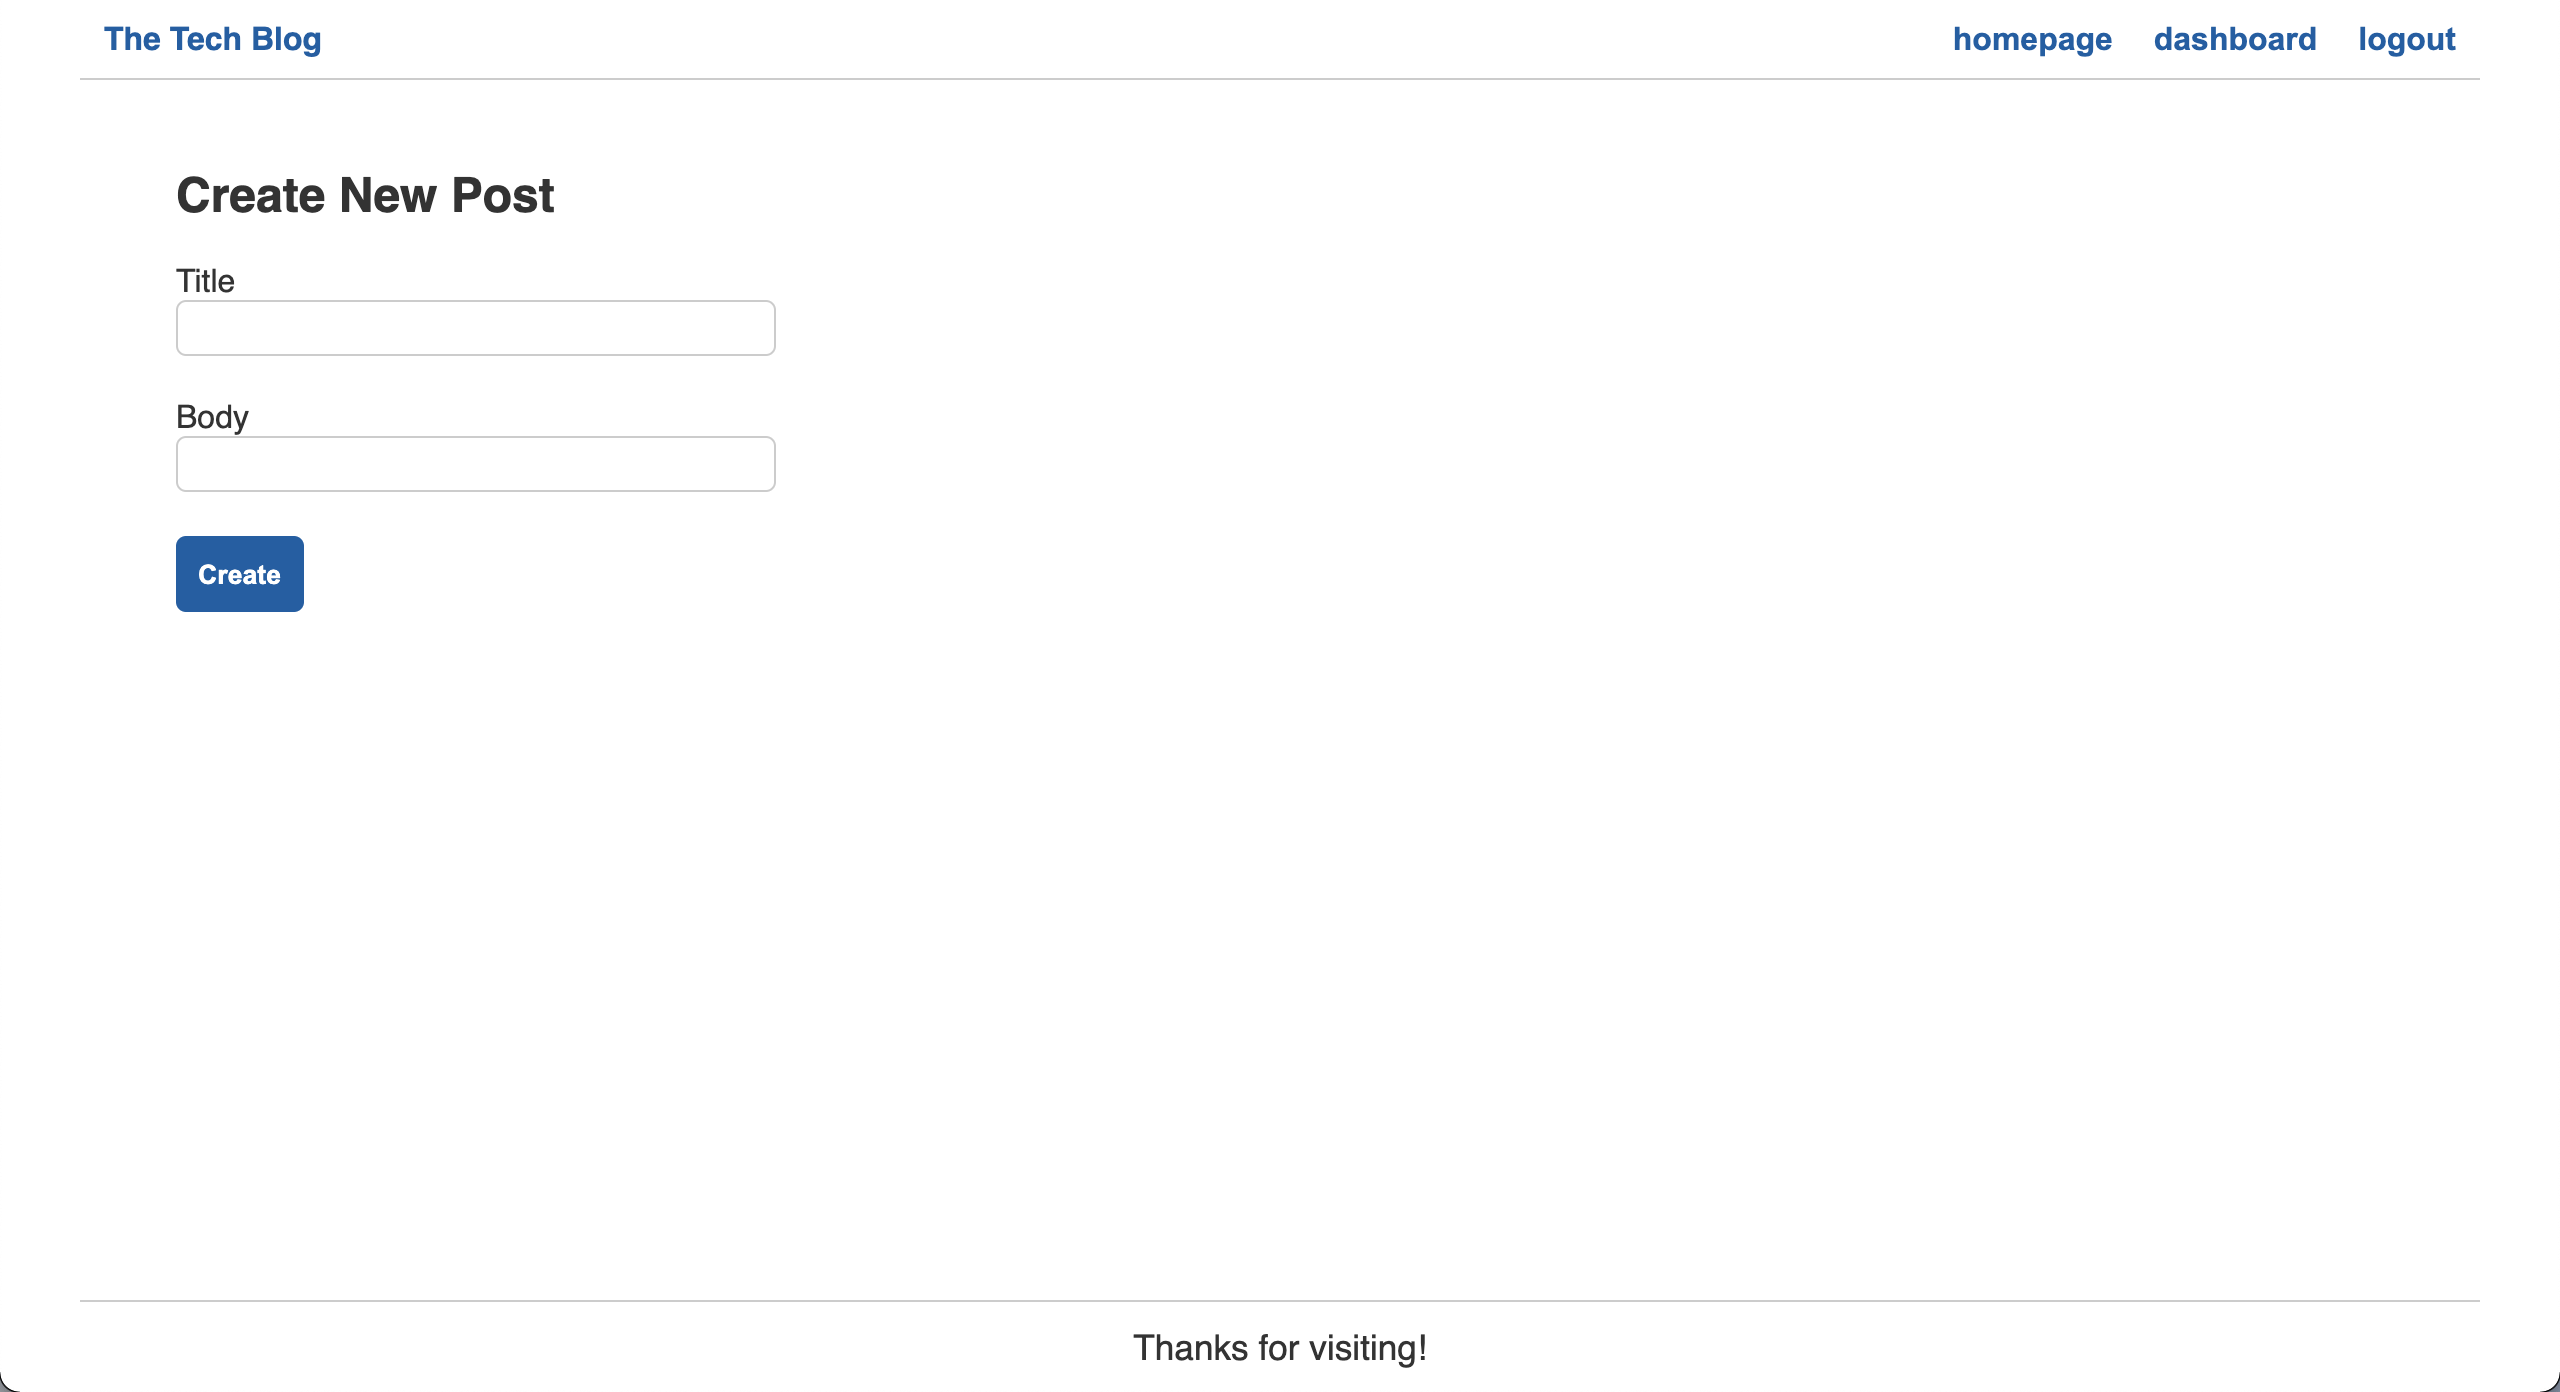 The Tech Blog
homepage dashboard logout
Create New Post
Title
Body
Create
Thanks for visiting!